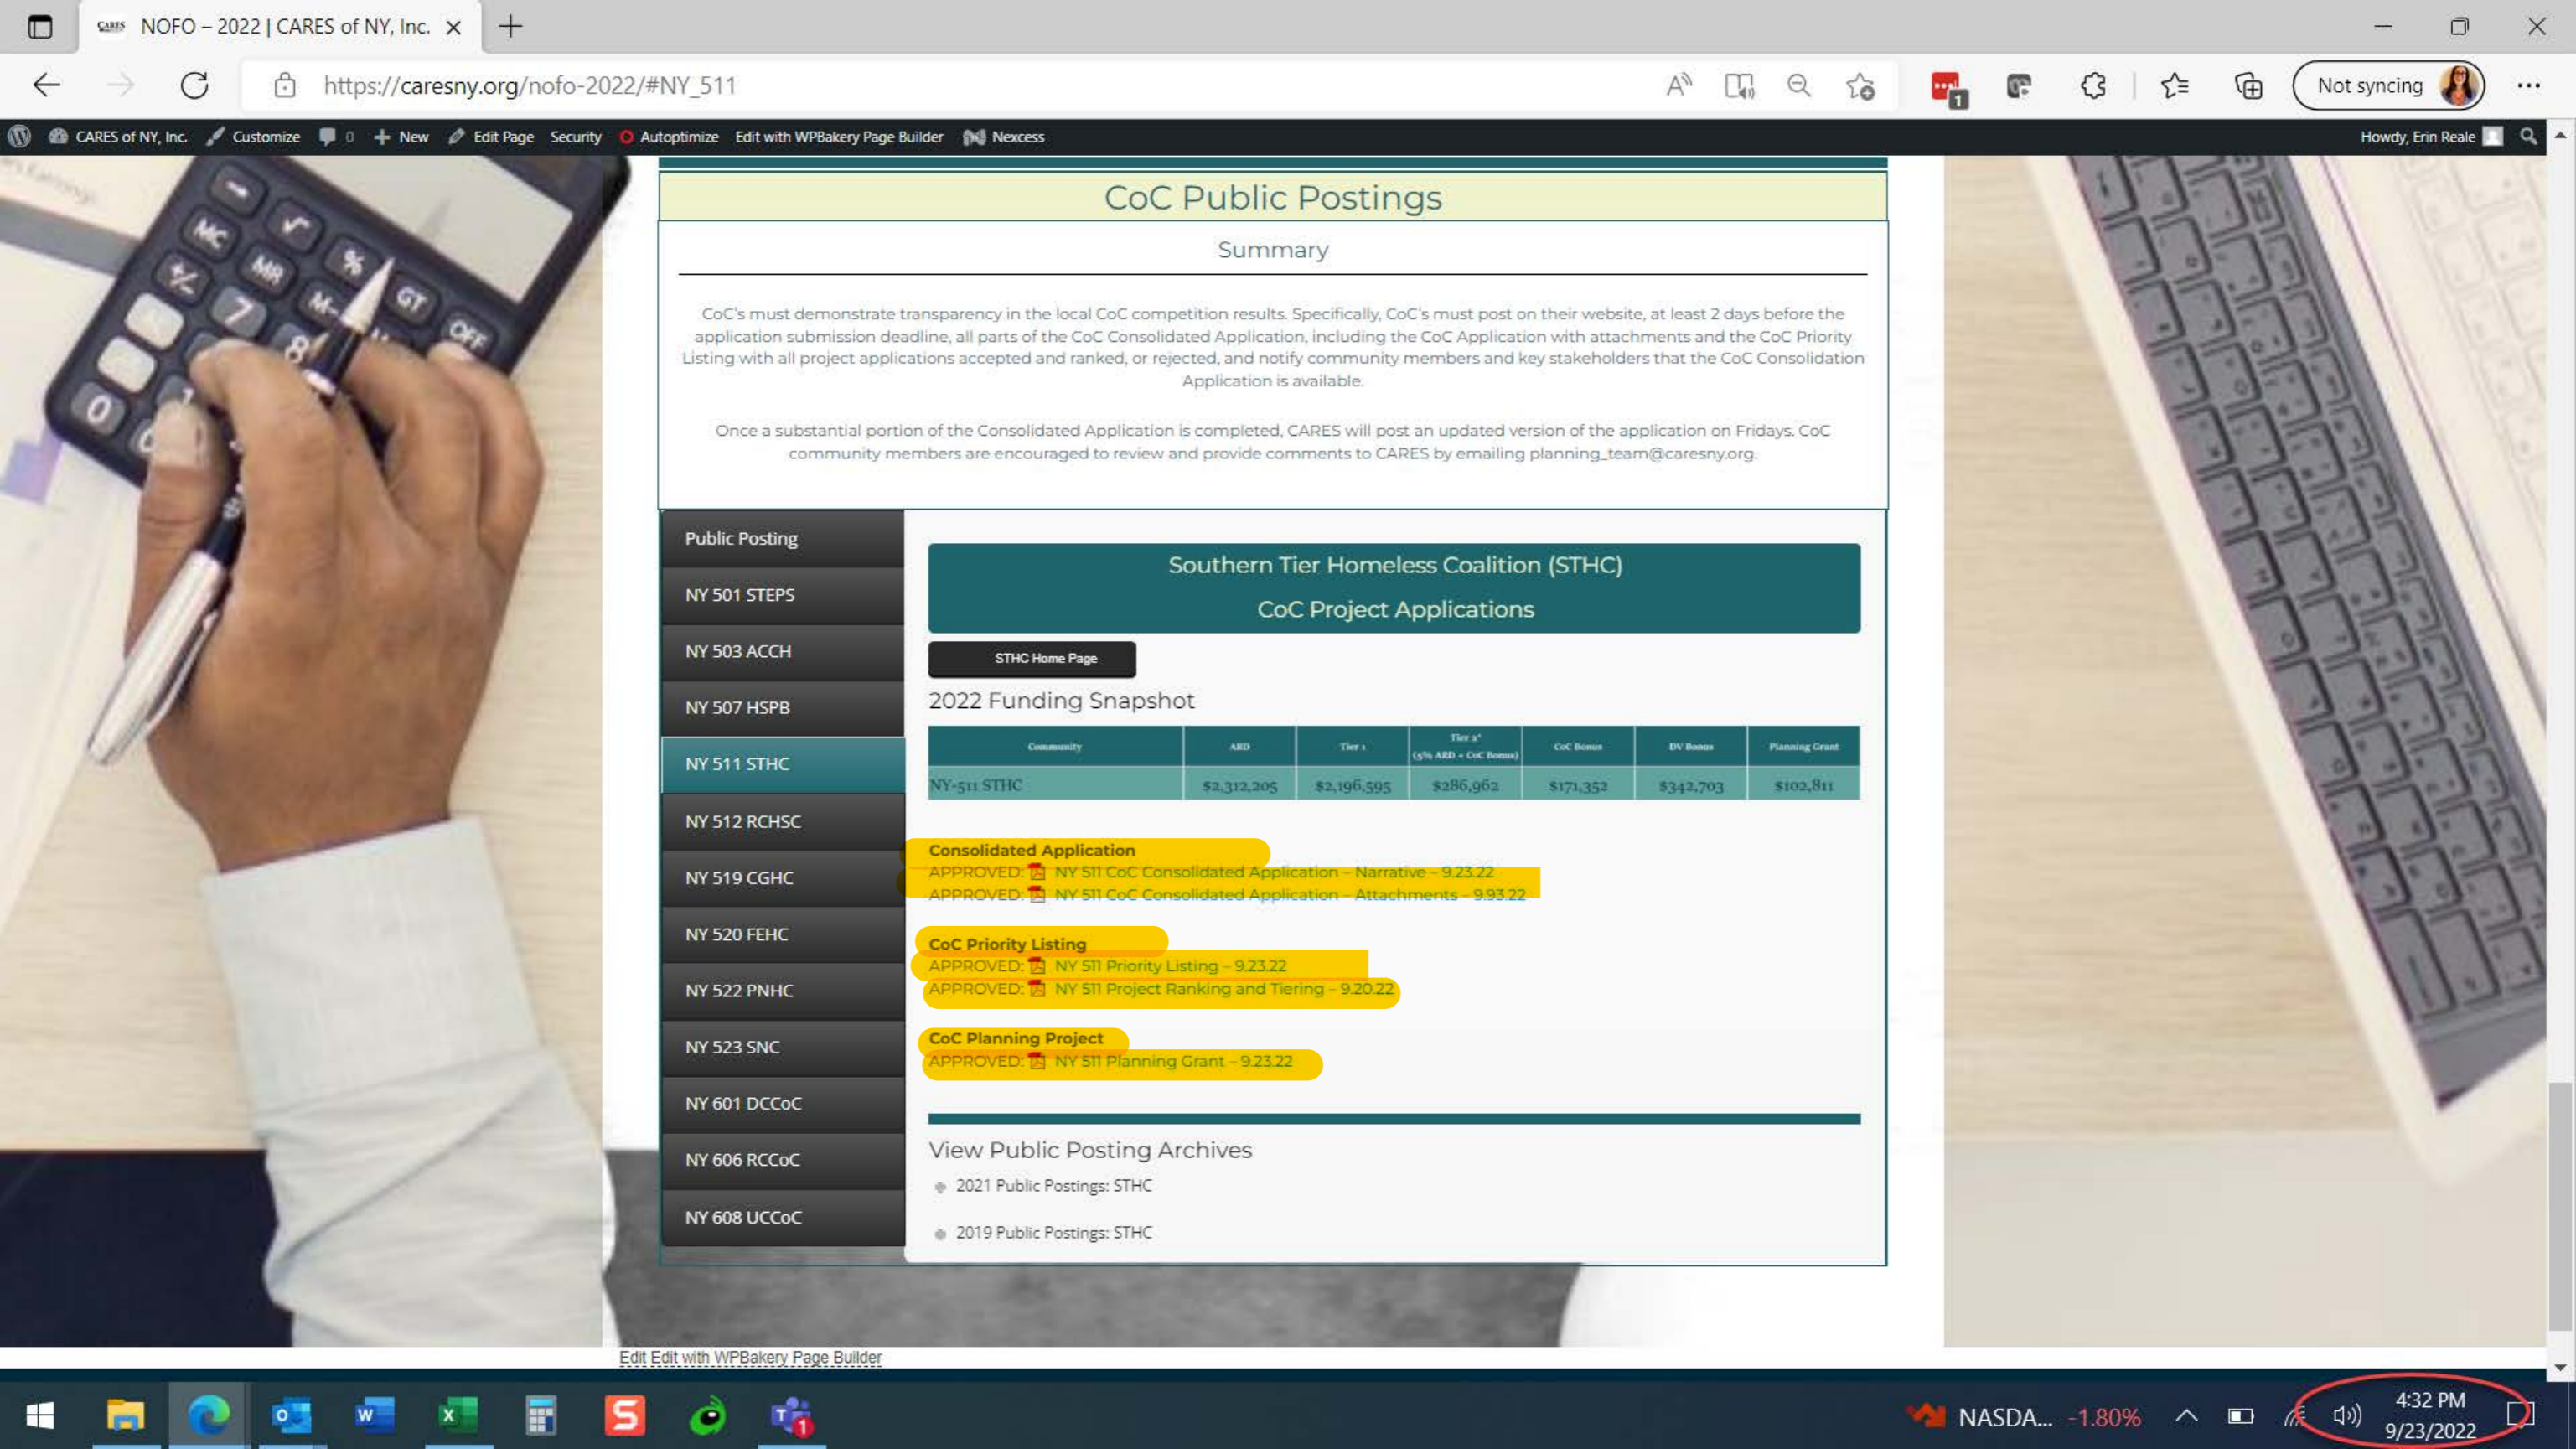 NOFO – 2022 | CARES of NY, Inc.
https://caresny.org/nofo-2022/#NY_511
1
Not syncing
CARES of NY, Inc. Customize 0 New Edit Page Security Autoptimize Edit with WPBakery Page Builder Nexcess
Howdy, Erin Reale
MC
MR
M-
%
GT
OFF
7
8
0
CoC Public Postings
Summary
CoC's must demonstrate transparency in the local CoC competition results. Specifically, CoC's must post on their website, at least 2 days before the
application submission deadline, all parts of the CoC Consolidated Application, including the CoC Application with attachments and the CoC Priority
Listing with all project applications accepted and ranked, or rejected, and notify community members and key stakeholders that the CoC Consolidation
Application is available.
Once a substantial portion of the Consolidated Application is completed, CARES will post an updated version of the application on Fridays. CoC
community members are encouraged to review and provide comments to CARES by emailing planning_team@caresny.org.
Public Posting
NY 501 STEPS
NY 503 ACCH
NY 507 HSPB
NY 511 STHC
NY 512 RCHSC
NY 519 CGHC
NY 520 FEHC
NY 522 PNHC
NY 523 SNC
NY 601 DCCoC
NY 606 RCCoC
NY 608 UCCoC
Southern Tier Homeless Coalition (STHC)
CoC Project Applications
STHC Home Page
2022 Funding Snapshot
Community ARD Tier 1 Tier 2* (5% ARD + CoC Bonus) CoC Bonus DV Bonus Planning Grant
NY-511 STHC $2,312,205 $2,196,595 $286,962 $171,352 $342,703 $102,811
Consolidated Application
APPROVED: NY 511 CoC Consolidated Application – Narrative – 9.23.22
APPROVED: NY 511 CoC Consolidated Application – Attachments – 9.93.22
CoC Priority Listing
APPROVED: NY 511 Priority Listing – 9.23.22
APPROVED: NY 511 Project Ranking and Tiering – 9.20.22
CoC Planning Project
APPROVED: NY 511 Planning Grant – 9.23.22
View Public Posting Archives
2021 Public Postings: STHC
2019 Public Postings: STHC
Edit Edit with WPBakery Page Builder
NASDA... -1.80%
4:32 PM
9/23/2022